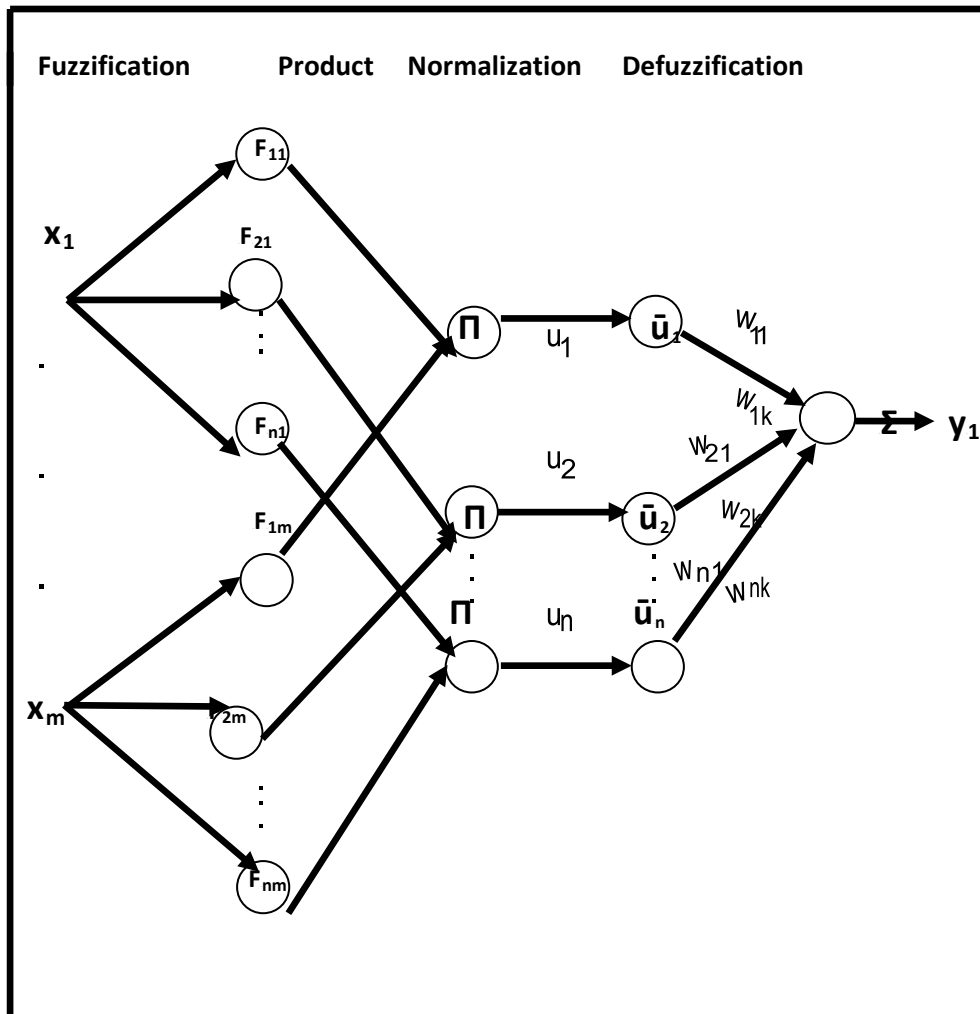 Fuzzification Product Normalization Defuzzification
F11
x1
F21
Π u1 ū1 w11
w1k
Σ y1
Fn1
u2 w21
F1m
Π ū2 w2k
wn1
wnk
Π un ūn
xm
2m
Fnm